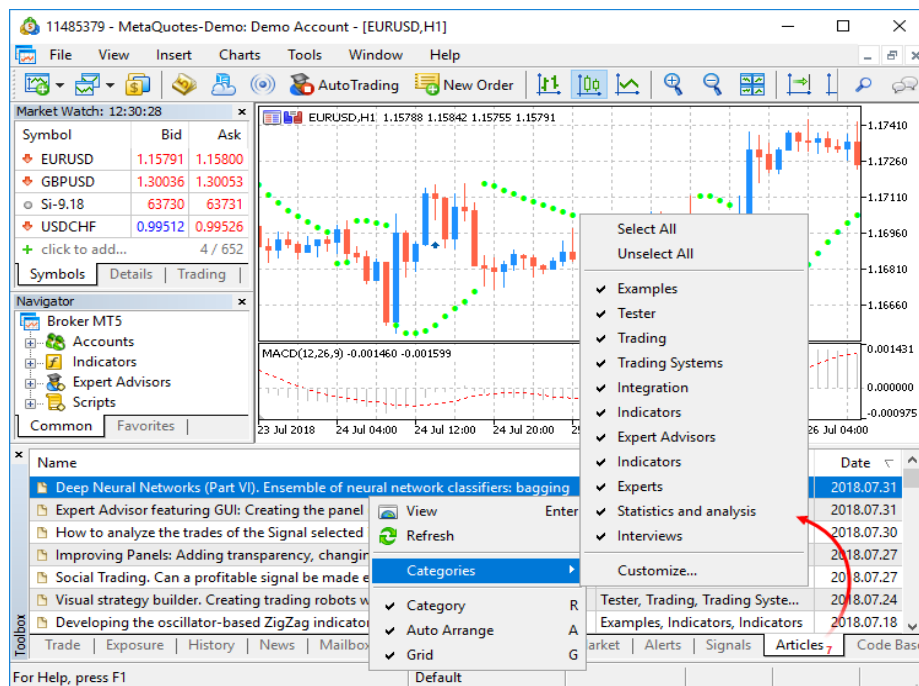 11485379 - MetaQuotes-Demo: Demo Account - [EURUSD,H1]
File View Insert Charts Tools Window Help
AutoTrading New Order
Market Watch: 12:30:28
Symbol Bid Ask
EURUSD 1.15791 1.15800
GBPUSD 1.30036 1.30053
Si-9.18 63730 63731
USDCHF 0.99512 0.99526
click to add... 4 / 652
Symbols Details Trading
Navigator
Broker MT5
Accounts
Indicators
Expert Advisors
Scripts
Common Favorites
EURUSD,H1 1.15788 1.15842 1.15755 1.15791
1.17410
1.17260
1.17110
1.16960
1.16810
1.16660
MACD(12,26,9) -0.001460 -0.001599
0.001431
0.000000
-0.000975
23 Jul 2018 24 Jul 04:00 24 Jul 12:00 24 Jul 20:00 26 Jul 04:00
Select All
Unselect All
Examples
Tester
Trading
Trading Systems
Integration
Indicators
Expert Advisors
Indicators
Experts
Statistics and analysis
Interviews
Customize...
Name Date
Deep Neural Networks (Part VI). Ensemble of neural network classifiers: bagging 2018.07.31
Expert Advisor featuring GUI: Creating the panel 2018.07.31
How to analyze the trades of the Signal selected 2018.07.30
Improving Panels: Adding transparency, 2018.07.27
Social Trading. Can a profitable signal be made 2018.07.27
Visual strategy builder. Creating trading robots Tester, Trading, Trading Syste... 2018.07.24
Developing the oscillator-based ZigZag Examples, Indicators, Indicators 2018.07.18
View Enter
Refresh
Categories
Category R
Auto Arrange A
Grid G
Toolbox
Trade Exposure History News Alerts Signals Articles 7 Code
For Help, press F1 Default